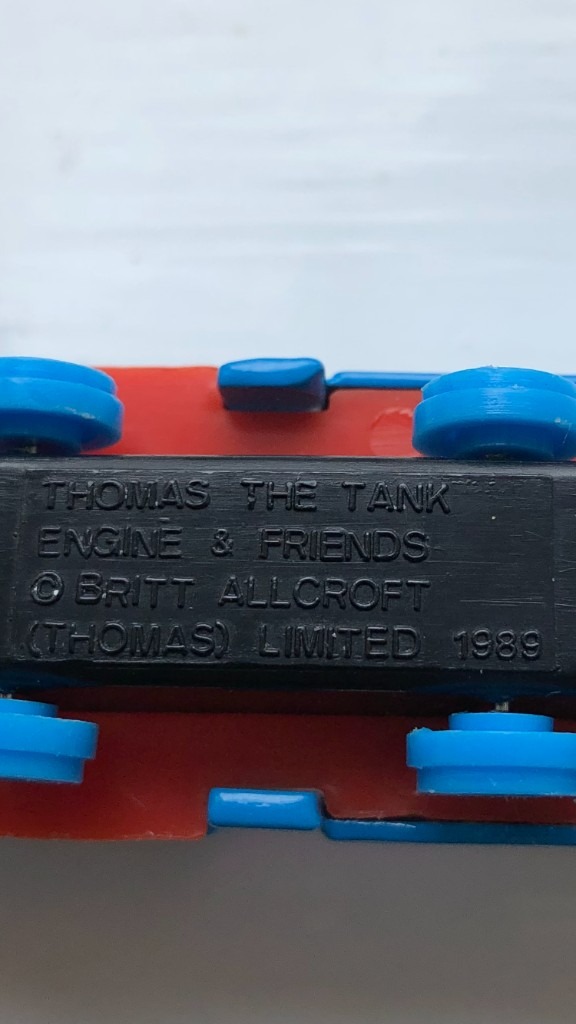 THOMAS THE TANK
ENGINE & FRIENDS
© BRITT ALLCROFT
(THOMAS) LIMITED 1989